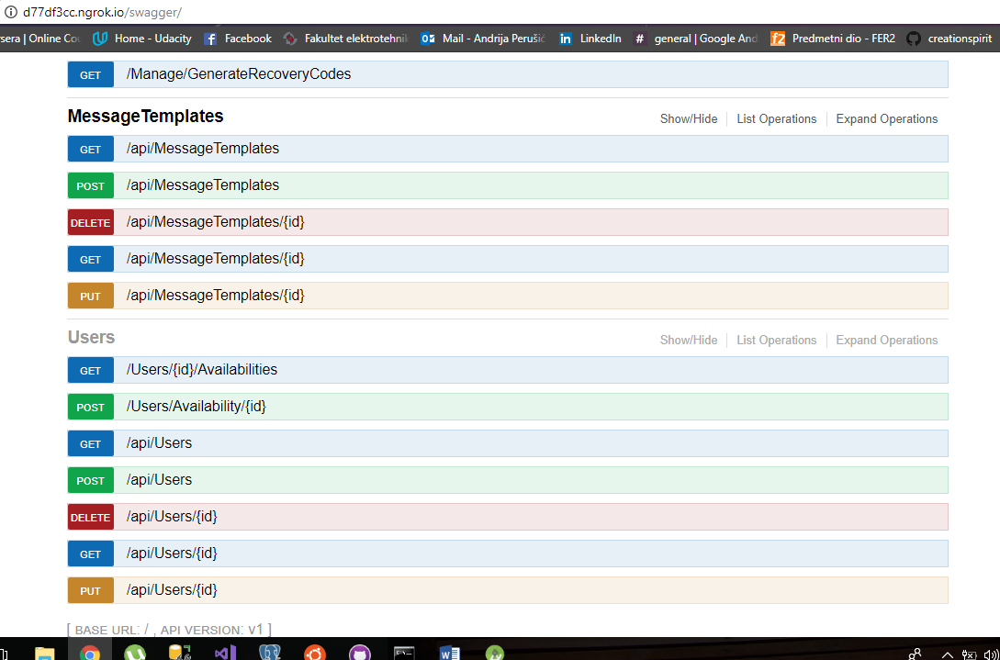 d77df3cc.ngrok.io/swagger/
sera | Online Cou Home - Udacity Facebook Fakultet elektrotehnik Mail - Andrija Perušić LinkedIn general | Google And Predmetni dio - FER2 creationspirit
GET /Manage/GenerateRecoveryCodes
MessageTemplates Show/Hide List Operations Expand Operations
GET /api/MessageTemplates
POST /api/MessageTemplates
DELETE /api/MessageTemplates/{id}
GET /api/MessageTemplates/{id}
PUT /api/MessageTemplates/{id}
Users Show/Hide List Operations Expand Operations
GET /Users/{id}/Availabilities
POST /Users/Availability/{id}
GET /api/Users
POST /api/Users
DELETE /api/Users/{id}
GET /api/Users/{id}
PUT /api/Users/{id}
[ BASE URL: / , API VERSION: V1 ]